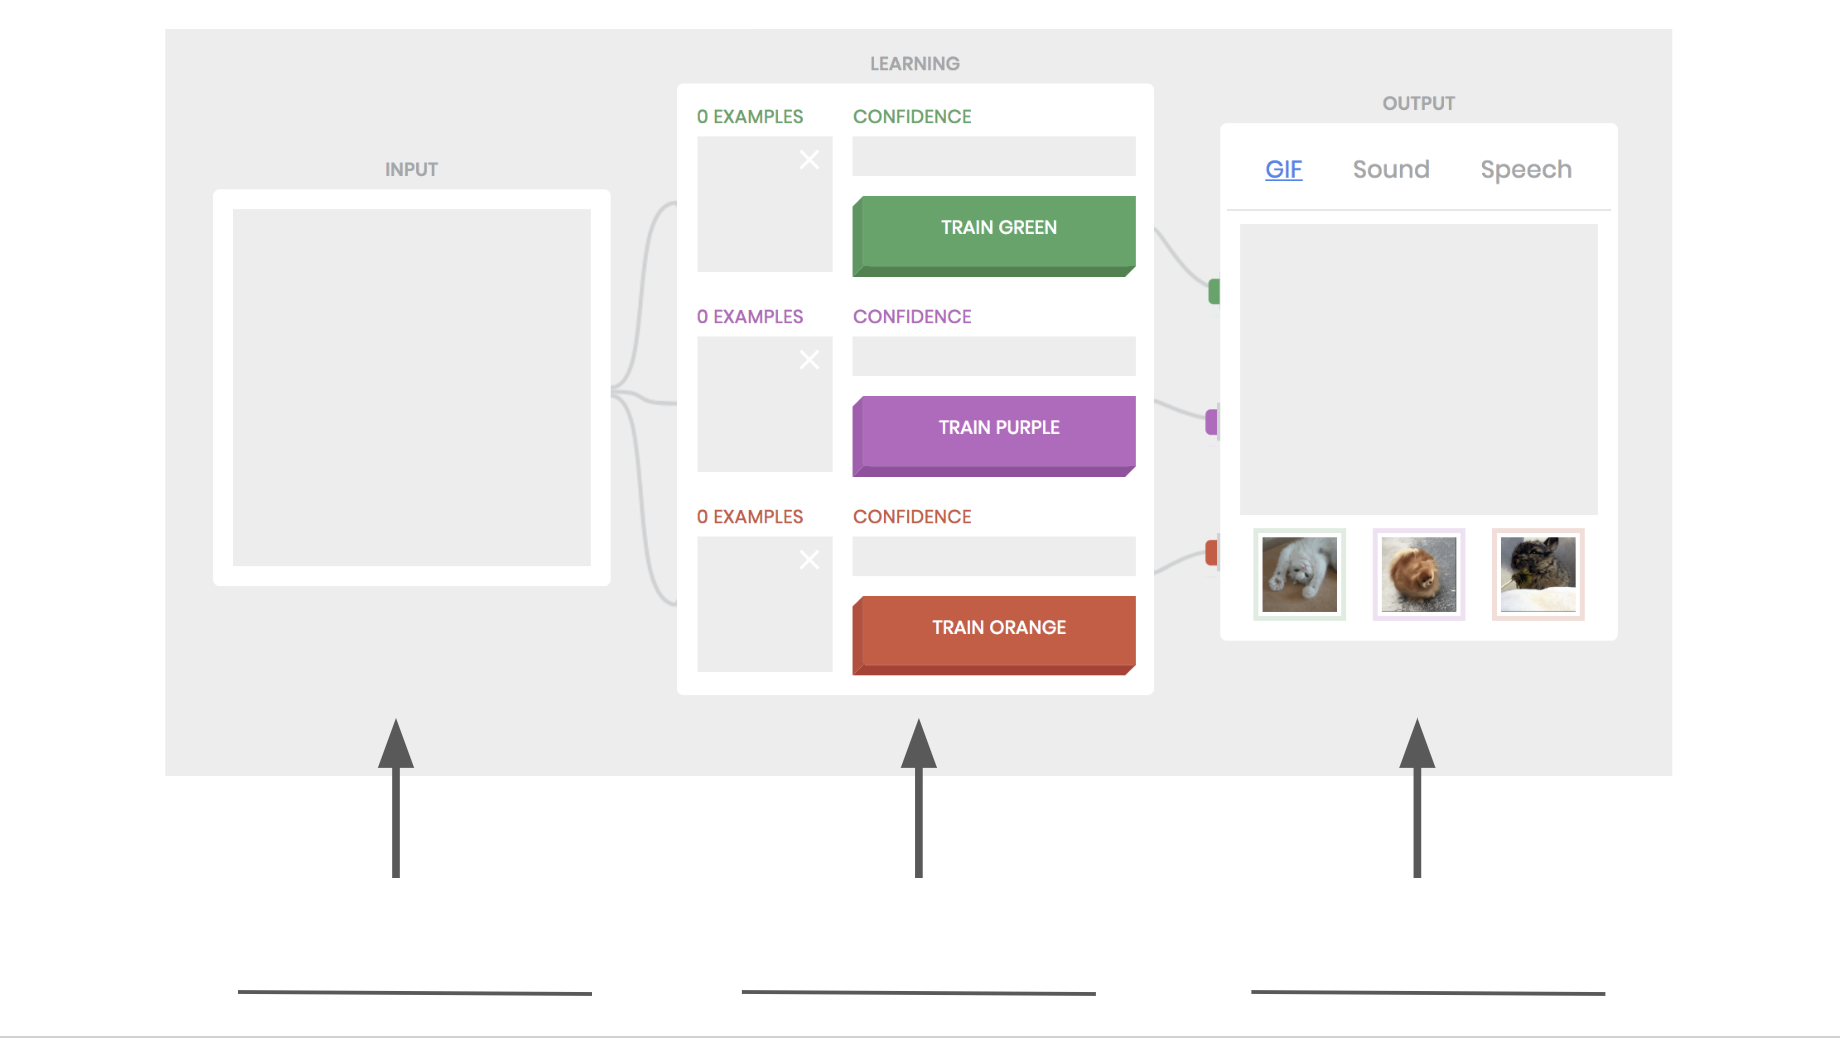 LEARNING
OUTPUT
INPUT
0 EXAMPLES
CONFIDENCE
TRAIN GREEN
0 EXAMPLES
CONFIDENCE
TRAIN PURPLE
0 EXAMPLES
CONFIDENCE
TRAIN ORANGE
GIF
Sound
Speech